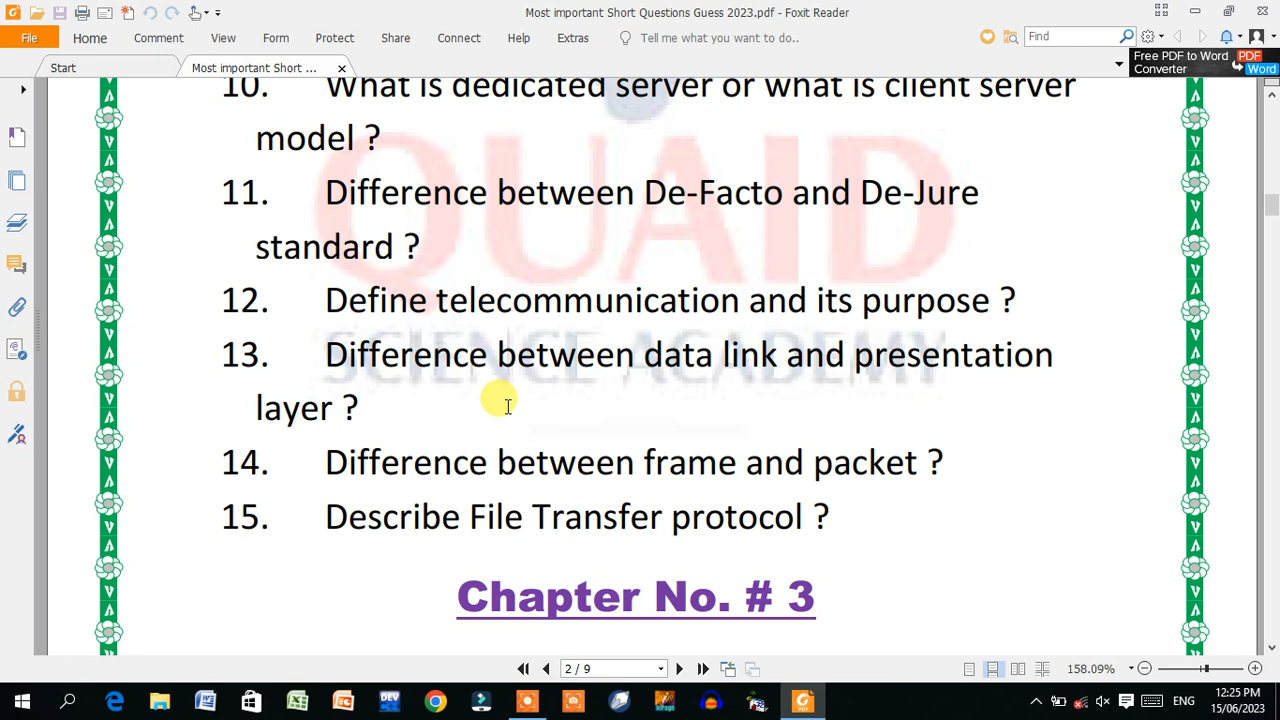 Most important Short Questions Guess 2023.pdf - Foxit Reader
File Home Comment View Form Protect Share Connect Help Extras Tell me what you want to do.. Find
Start Most important Short ... Free PDF to Word Converter PDF Word
10. What is dedicated server or what is client server
model ?
11. Difference between De-Facto and De-Jure
standard ?
12. Define telecommunication and its purpose ?
13. Difference between data link and presentation
layer ?
14. Difference between frame and packet ?
15. Describe File Transfer protocol ?
QUAID
SCIENCE ACADEMY
Chapter No. # 3
2 / 9 158.09%
ENG 12:25 PM
15/06/2023